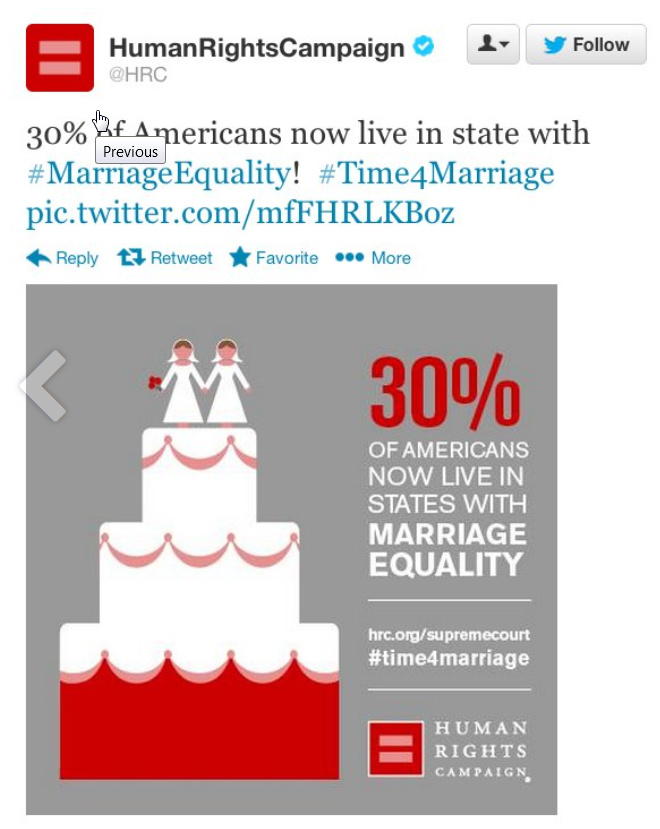 HumanRightsCampaign
Follow
@HRC
30% of Americans now live in state with
Previous
#MarriageEquality! #Time4Marriage
pic.twitter.com/mfFHRLKBoz
Reply Retweet Favorite More
30%
OF AMERICANS
NOW LIVE IN
STATES WITH
MARRIAGE
EQUALITY
hrc.org/supremecourt
#time4marriage
HUMAN
RIGHTS
CAMPAIGN